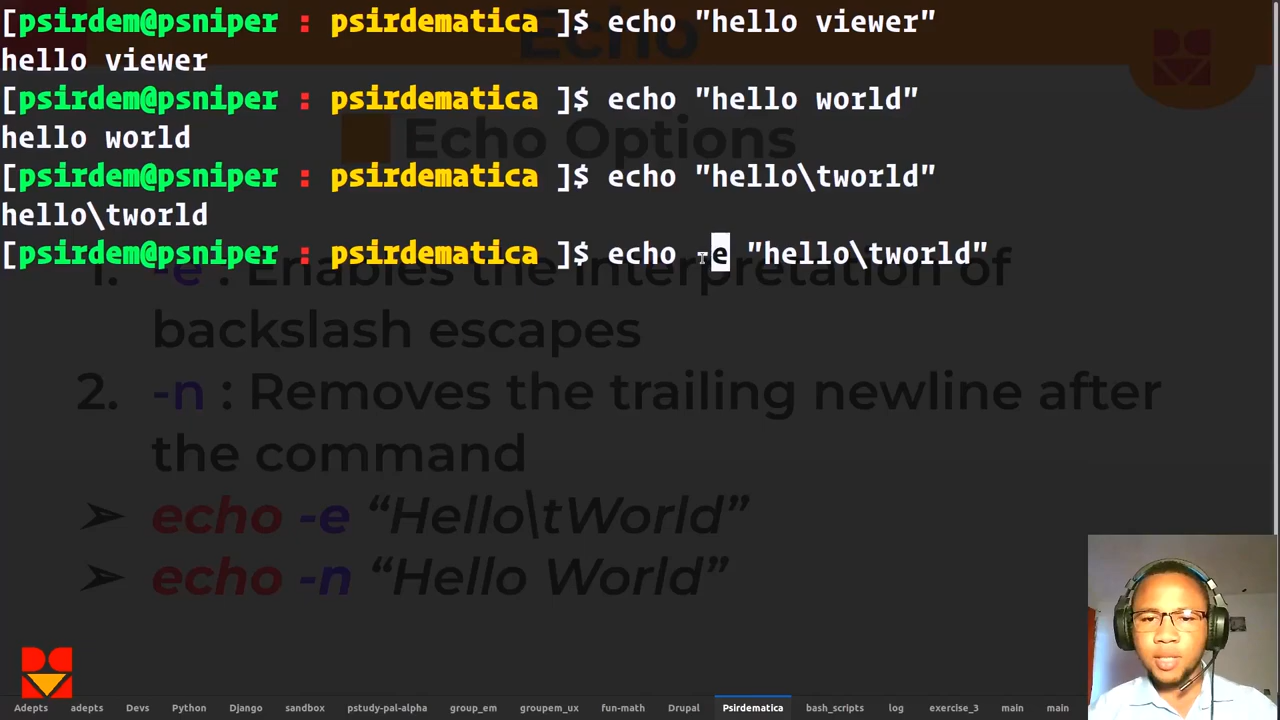 [psirdem@psniper : psirdematica ]$ echo "hello viewer"
hello viewer
[psirdem@psniper : psirdematica ]$ echo "hello world"
hello world
[psirdem@psniper : psirdematica ]$ echo "hello\tworld"
hello\tworld
[psirdem@psniper : psirdematica ]$ echo -e "hello\tworld"
Echo
Echo Options
1. -e : Enables the interpretation of
backslash escapes
2. -n : Removes the trailing newline after
the command
➢ echo -e “Hello\tWorld”
➢ echo -n “Hello World”
Adepts adepts Devs Python Django sandbox pstudy-pal-alpha group_em groupem_ux fun-math Drupal Psirdematica bash_scripts log exercise_3 main main